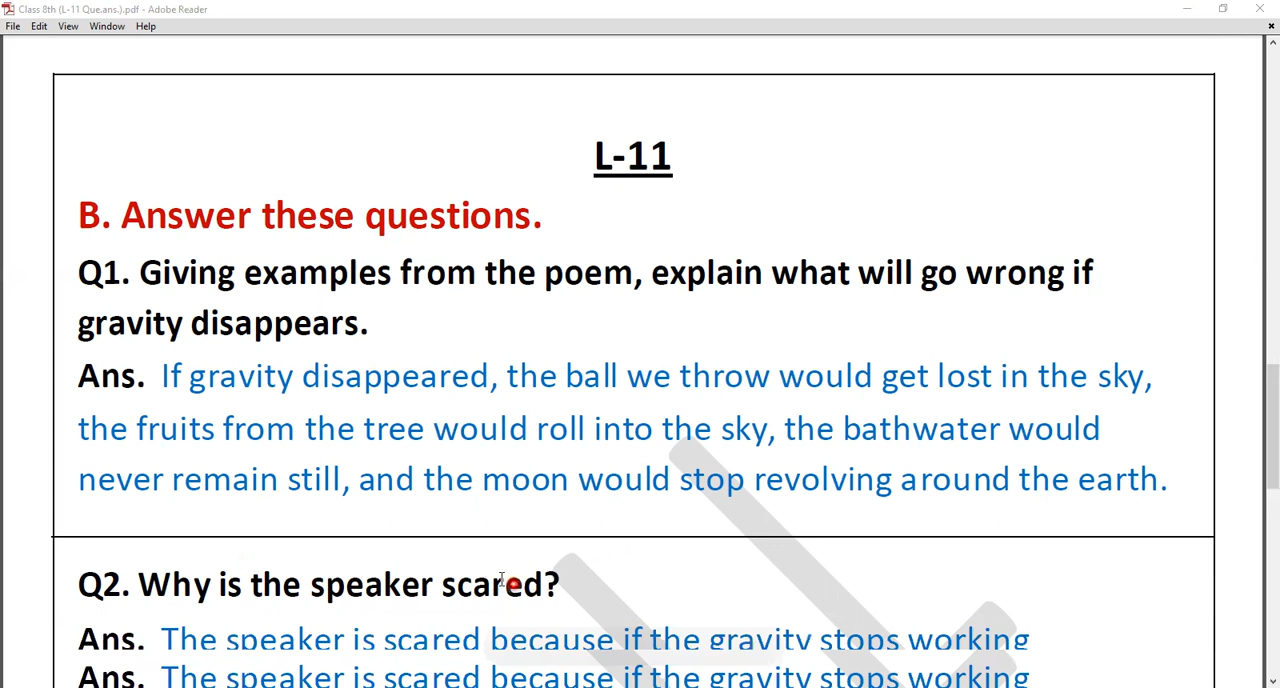 Class 8th (L-11 Que.ans.).pdf - Adobe Reader
File Edit View Window Help
L-11
B. Answer these questions.
Q1. Giving examples from the poem, explain what will go wrong if
gravity disappears.
Ans. If gravity disappeared, the ball we throw would get lost in the sky,
the fruits from the tree would roll into the sky, the bathwater would
never remain still, and the moon would stop revolving around the earth.
Q2. Why is the speaker scared?
Ans. The speaker is scared because if the gravity stops working
Ans. The speaker is scared because if the gravity stops working